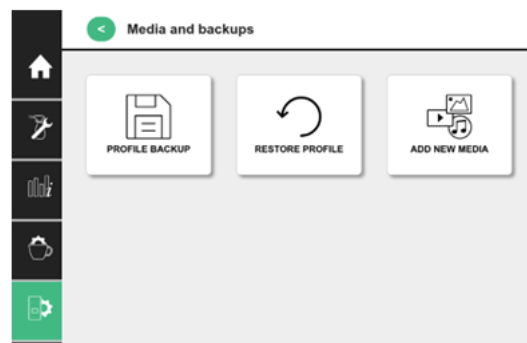 < Media and backups
PROFILE BACKUP
RESTORE PROFILE
ADD NEW MEDIA